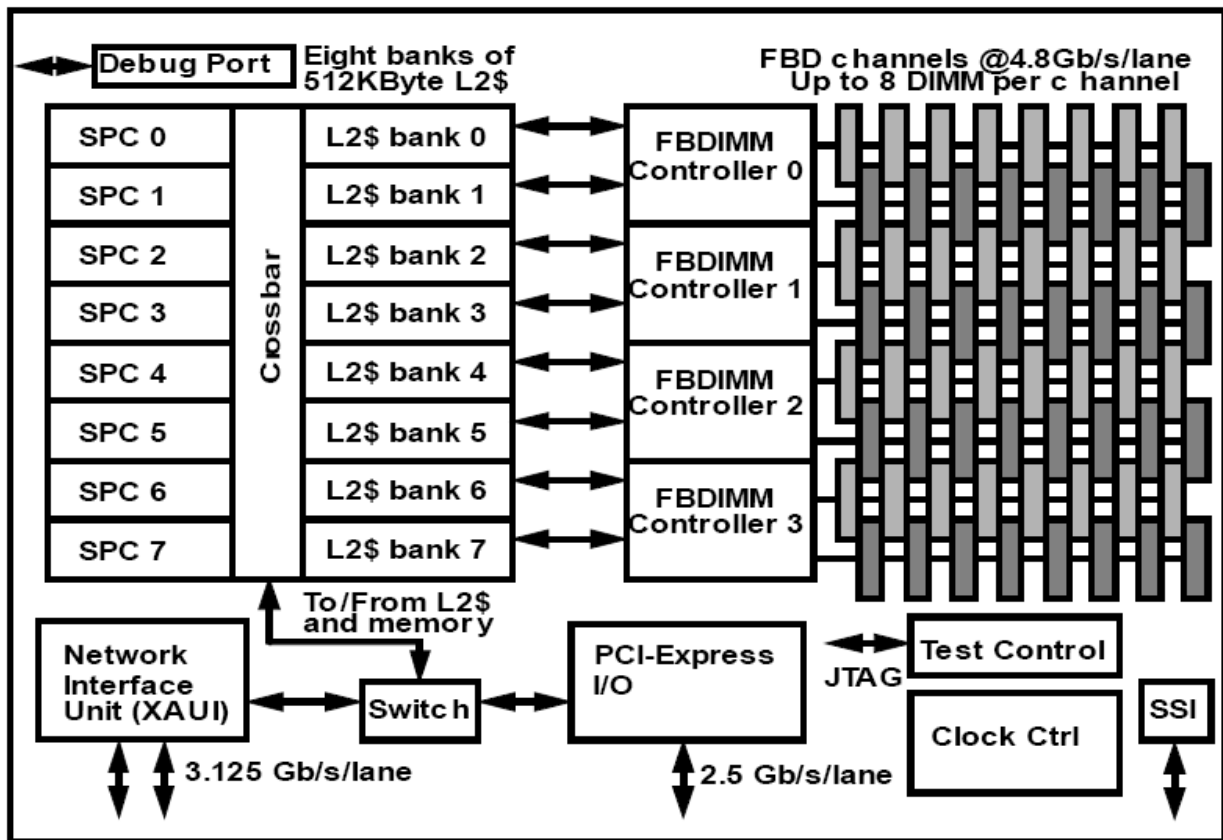 Debug Port
Eight banks of
512KByte L2$
FBD channels @4.8Gb/s/lane
Up to 8 DIMM per c hannel
SPC 0
SPC 1
SPC 2
SPC 3
SPC 4
SPC 5
SPC 6
SPC 7
Crossbar
L2$ bank 0
L2$ bank 1
L2$ bank 2
L2$ bank 3
L2$ bank 4
L2$ bank 5
L2$ bank 6
L2$ bank 7
FBDIMM
Controller 0
FBDIMM
Controller 1
FBDIMM
Controller 2
FBDIMM
Controller 3
To/From L2$
and memory
Network
Interface
Unit (XAUI)
Switch
PCI-Express
I/O
JTAG
Test Control
Clock Ctrl
SSI
3.125 Gb/s/lane
2.5 Gb/s/lane